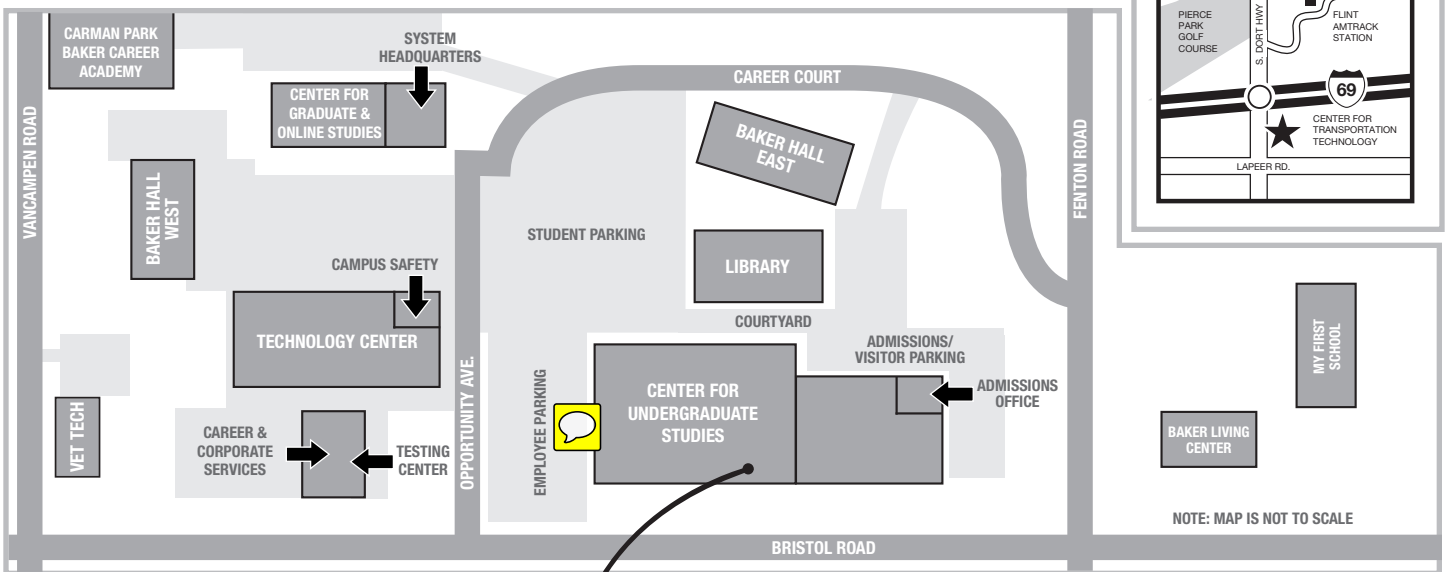 CARMAN PARK
BAKER CAREER
ACADEMY
SYSTEM
HEADQUARTERS
CENTER FOR
GRADUATE &
ONLINE STUDIES
CAREER COURT
BAKER HALL
EAST
VANCAMPEN ROAD
BAKER HALL
WEST
STUDENT PARKING
LIBRARY
FENTON ROAD
CAMPUS SAFETY
TECHNOLOGY CENTER
COURTYARD
ADMISSIONS/
VISITOR PARKING
OPPORTUNITY AVE.
EMPLOYEE PARKING
CENTER FOR
UNDERGRADUATE
STUDIES
ADMISSIONS
OFFICE
VET TECH
CAREER &
CORPORATE
SERVICES
TESTING
CENTER
BRISTOL ROAD
PIERCE
PARK
GOLF
COURSE
S. DORT HWY
FLINT
AMTRACK
STATION
69
CENTER FOR
TRANSPORTATION
TECHNOLOGY
LAPEER RD.
MY FIRST
SCHOOL
BAKER LIVING
CENTER
NOTE: MAP IS NOT TO SCALE